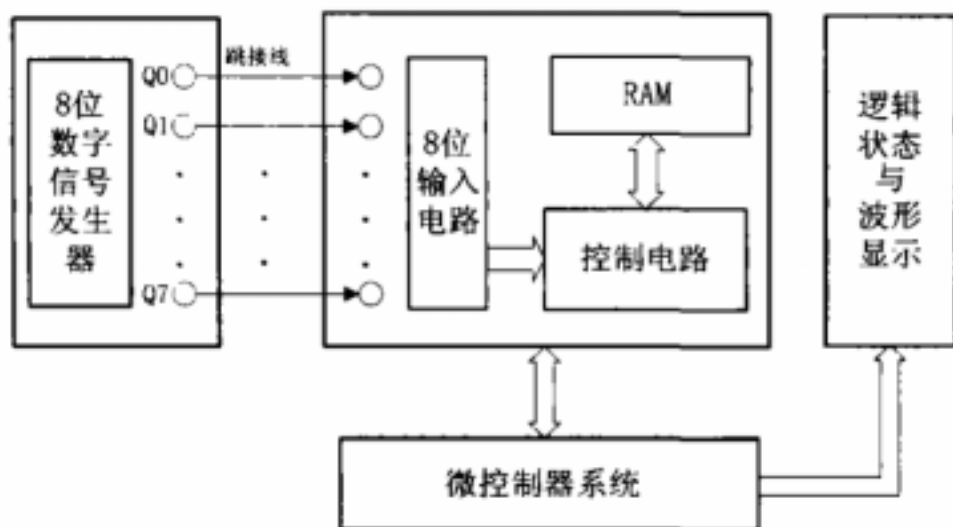 8位
数字
信号
发生
器
Q0
Q1
Q7
跳接线
8位
输入
电路
RAM
控制电路
逻辑
状态
与
波形
显示
微控制器系统